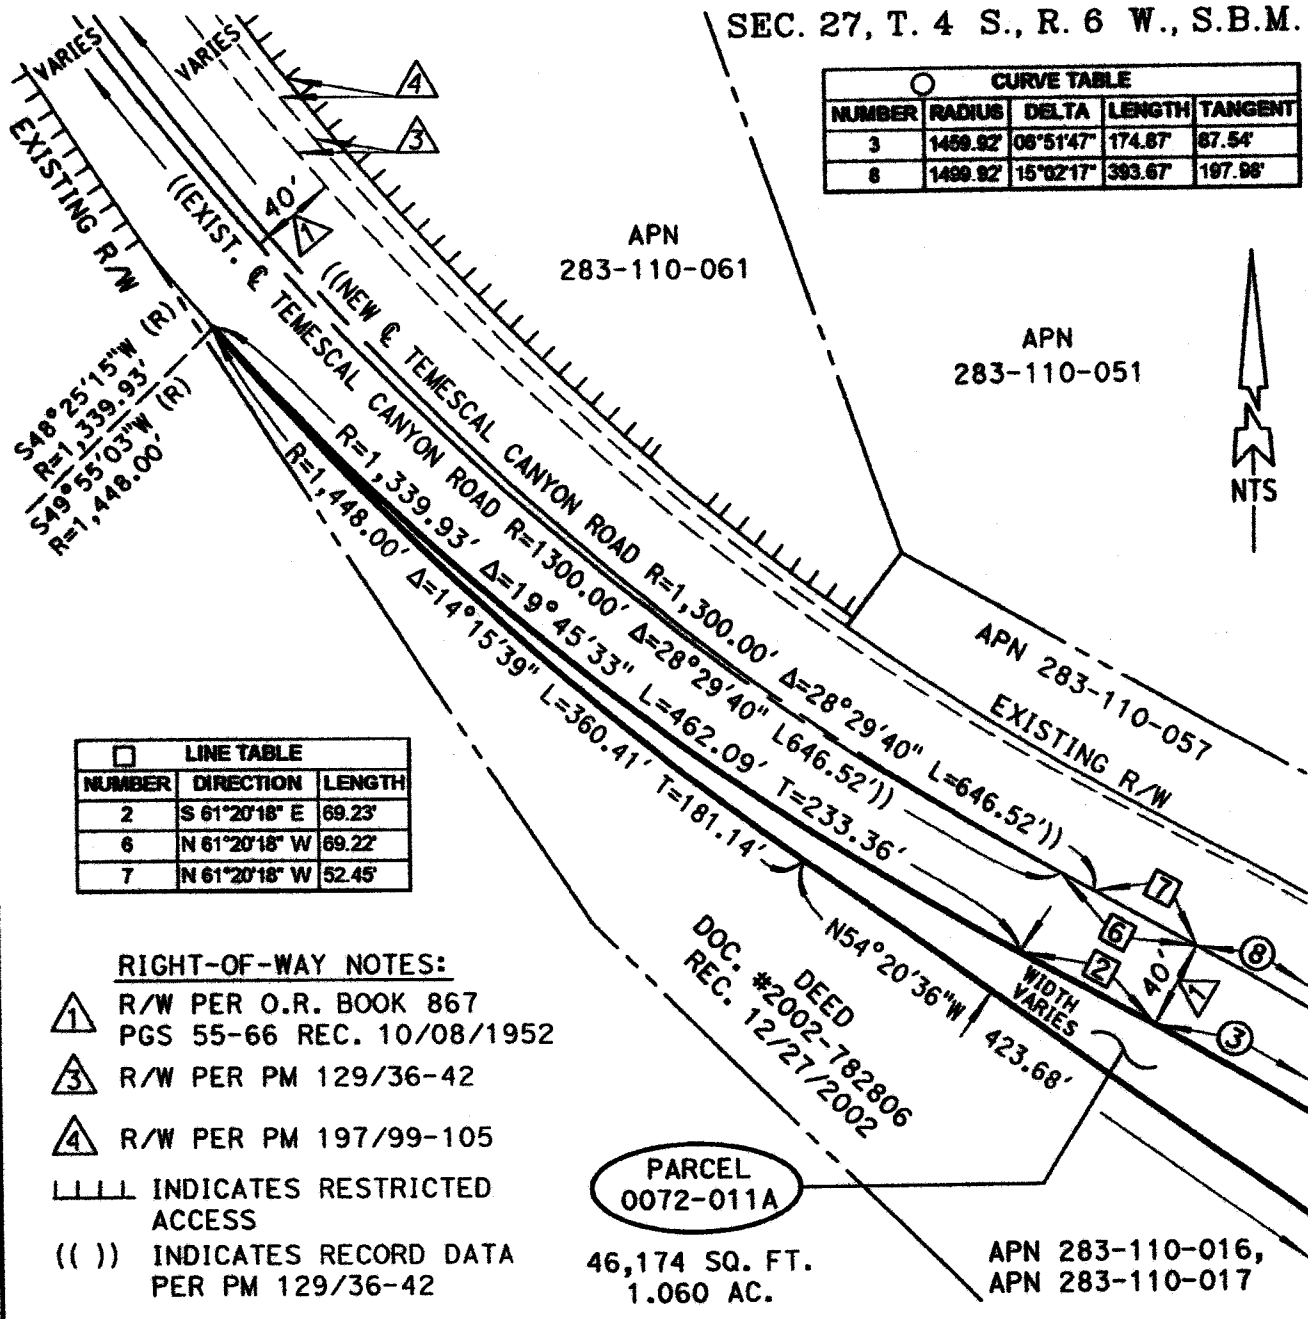 SEC. 27, T. 4 S., R. 6 W., S.B.M.
CURVE TABLE
NUMBER RADIUS DELTA LENGTH TANGENT
3 1459.92' 06°51'47" 174.87' 87.54'
8 1499.92' 15°02'17" 393.67' 197.98'
VARIES
VARIES
4
3
EXISTING R/W
40'
1
APN
283-110-061
APN
283-110-051
NTS
((EXIST. ℄ TEMESCAL CANYON ROAD R=1300.00' Δ=28°29'40" L646.52'))
((NEW ℄ TEMESCAL CANYON ROAD R=1,300.00' Δ=28°29'40" L=646.52'))
S48°25'15"W (R)
R=1,339.93'
S49°55'03"W (R)
R=1,448.00'
R=1,339.93' Δ=19°45'33" L=462.09' T=233.36'
R=1,448.00' Δ=14°15'39" L=360.41' T=181.14'
APN 283-110-057
EXISTING R/W
LINE TABLE
NUMBER DIRECTION LENGTH
2 S 61°20'18" E 69.23'
6 N 61°20'18" W 69.22'
7 N 61°20'18" W 52.45'
7
6
8
2
40'
1
3
WIDTH
VARIES
N54°20'36"W 423.68'
DEED
DOC. #2002-782806
REC. 12/27/2002
RIGHT-OF-WAY NOTES:
1 R/W PER O.R. BOOK 867
PGS 55-66 REC. 10/08/1952
3 R/W PER PM 129/36-42
4 R/W PER PM 197/99-105
INDICATES RESTRICTED
ACCESS
(( )) INDICATES RECORD DATA
PER PM 129/36-42
PARCEL
0072-011A
46,174 SQ. FT.
1.060 AC.
APN 283-110-016,
APN 283-110-017